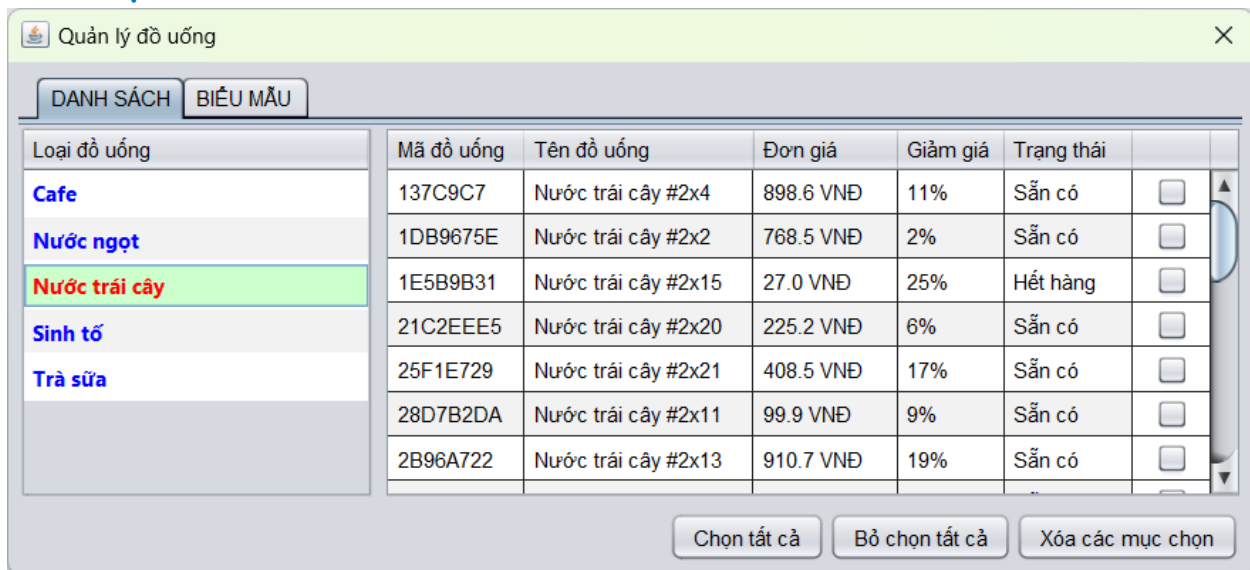 Quản lý đồ uống
DANH SÁCH BIỂU MẪU
Loại đồ uống
Cafe
Nước ngọt
Nước trái cây
Sinh tố
Trà sữa
Mã đồ uống Tên đồ uống Đơn giá Giảm giá Trạng thái
137C9C7 Nước trái cây #2x4 898.6 VNĐ 11% Sẵn có
1DB9675E Nước trái cây #2x2 768.5 VNĐ 2% Sẵn có
1E5B9B31 Nước trái cây #2x15 27.0 VNĐ 25% Hết hàng
21C2EEE5 Nước trái cây #2x20 225.2 VNĐ 6% Sẵn có
25F1E729 Nước trái cây #2x21 408.5 VNĐ 17% Sẵn có
28D7B2DA Nước trái cây #2x11 99.9 VNĐ 9% Sẵn có
2B96A722 Nước trái cây #2x13 910.7 VNĐ 19% Sẵn có
Chọn tất cả Bỏ chọn tất cả Xóa các mục chọn